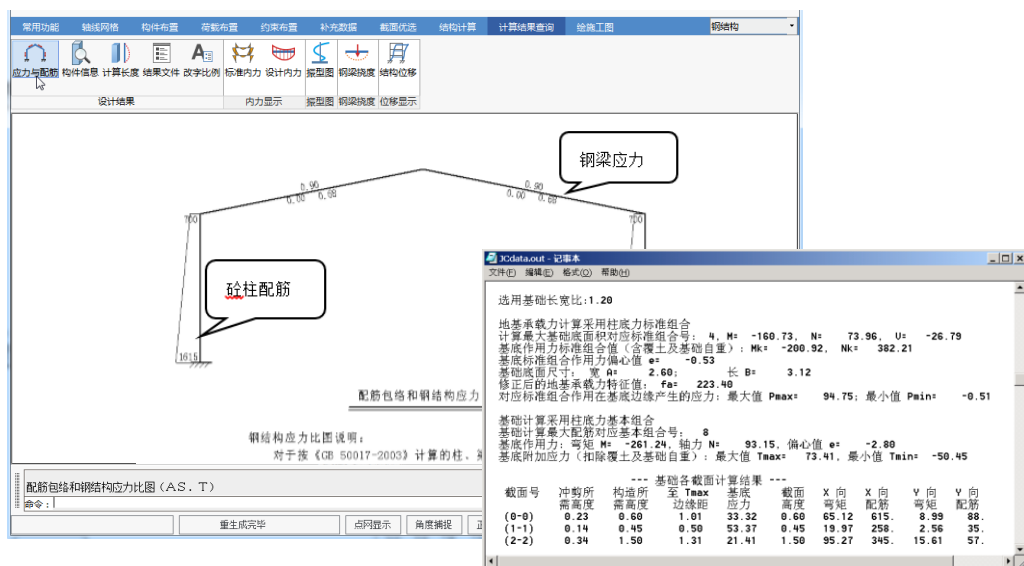 常用功能 轴线网格 构件布置 荷载布置 约束布置 补充数据 截面优选 结构计算 计算结果查询 绘施工图 钢结构
应力与配筋 构件信息 计算长度 结果文件 改字比例 标准内力 设计内力 振型图 钢梁挠度 结构位移
设计结果 内力显示 振型图 钢梁挠度 位移显示
钢梁应力
0.90 0.90
0.00 0.68 0.00 0.68
700 700
砼柱配筋
1615
配筋包络和钢结构应力
钢结构应力比图说明：
对于按《GB 50017-2003》计算的柱、
配筋包络和钢结构应力比图(AS．T)
命令：
重生成完毕 点网显示 角度捕捉
JCdata.out - 记事本
文件(F) 编辑(E) 格式(O) 帮助(H)
选用基础长宽比:1.20
地基承载力计算采用柱底力标准组合
计算最大基础底面积对应标准组合号： 4, M= -160.73, N= 73.96, V= -26.79
基底作用力标准组合值（含覆土及基础自重）: Mk= -200.92, Nk= 382.21
基底标准组合作用力偏心值 e= -0.53
基础底面尺寸： 宽 A= 2.60; 长 B= 3.12
修正后的地基承载力特征值： fa= 223.40
对应标准组合作用在基底边缘产生的应力: 最大值 Pmax= 94.75; 最小值 Pmin= -0.51
基础计算采用柱底力基本组合
基础计算最大配筋对应基本组合号： 8
基底作用力: 弯矩 M= -261.24, 轴力 N= 93.15, 偏心值 e= -2.80
基底附加应力（扣除覆土及基础自重）: 最大值 Tmax= 73.41, 最小值 Tmin= -50.45
--- 基础各截面计算结果 ---
截面号 冲剪所 构造所 至 Tmax 基底 截面 X 向 X 向 Y 向 Y 向
需高度 需高度 边缘距 应力 高度 弯矩 配筋 弯矩 配筋
(0-0) 0.23 0.60 1.01 33.32 0.60 65.12 615. 8.99 88.
(1-1) 0.14 0.45 0.50 53.37 0.45 19.97 258. 2.56 35.
(2-2) 0.34 1.50 1.31 21.41 1.50 95.27 345. 15.61 57.